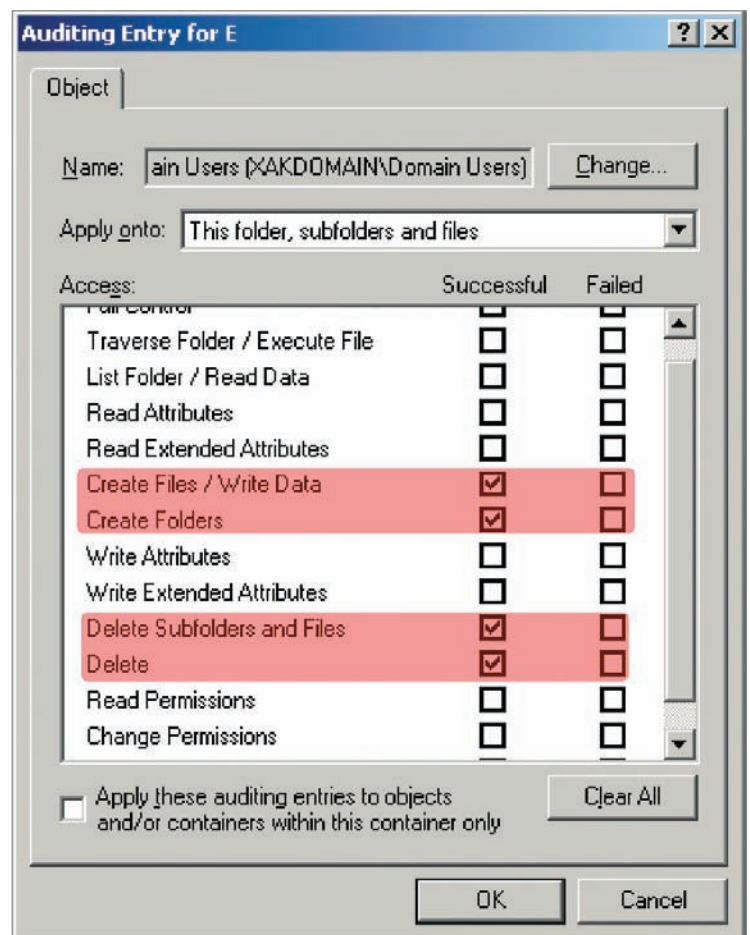 Auditing Entry for E
Object
Name: ain Users (XAKDOMAIN\Domain Users) Change...
Apply onto: This folder, subfolders and files
Access: Successful Failed
Full Control
Traverse Folder / Execute File
List Folder / Read Data
Read Attributes
Read Extended Attributes
Create Files / Write Data
Create Folders
Write Attributes
Write Extended Attributes
Delete Subfolders and Files
Delete
Read Permissions
Change Permissions
Apply these auditing entries to objects
and/or containers within this container only
Clear All
OK Cancel